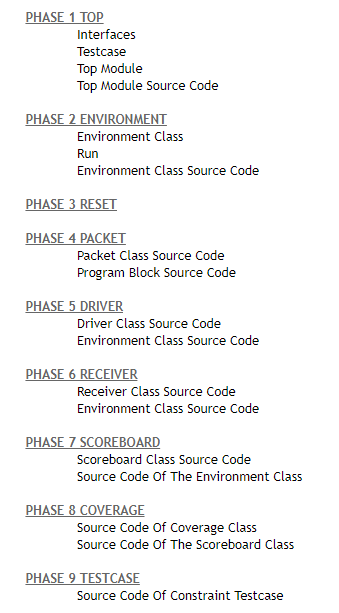 PHASE 1 TOP
Interfaces
Testcase
Top Module
Top Module Source Code
PHASE 2 ENVIRONMENT
Environment Class
Run
Environment Class Source Code
PHASE 3 RESET
PHASE 4 PACKET
Packet Class Source Code
Program Block Source Code
PHASE 5 DRIVER
Driver Class Source Code
Environment Class Source Code
PHASE 6 RECEIVER
Receiver Class Source Code
Environment Class Source Code
PHASE 7 SCOREBOARD
Scoreboard Class Source Code
Source Code Of The Environment Class
PHASE 8 COVERAGE
Source Code Of Coverage Class
Source Code Of The Scoreboard Class
PHASE 9 TESTCASE
Source Code Of Constraint Testcase